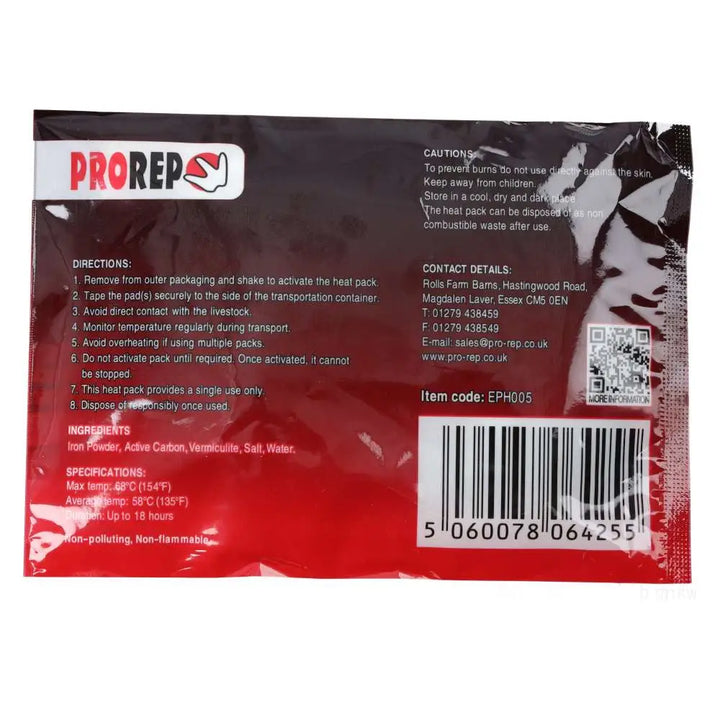 PROREP
DIRECTIONS:
1. Remove from outer packaging and shake to activate the heat pack.
2. Tape the pad(s) securely to the side of the transportation container.
3. Avoid direct contact with the livestock.
4. Monitor temperature regularly during transport.
5. Avoid overheating if using multiple packs.
6. Do not activate pack until required. Once activated, it cannot
be stopped.
7. This heat pack provides a single use only.
8. Dispose of responsibly once used.
INGREDIENTS
Iron Powder, Active Carbon, Vermiculite, Salt, Water.
SPECIFICATIONS:
Max temp: 68°C (154°F)
Average temp: 58°C (135°F)
Duration: Up to 18 hours
Non-polluting, Non-flammable.
CAUTIONS:
To prevent burns do not use directly against the skin.
Keep away from children.
Store in a cool, dry and dark place
The heat pack can be disposed of as non
combustible waste after use.
CONTACT DETAILS:
Rolls Farm Barns, Hastingwood Road,
Magdalen Laver, Essex CM5 0EN
T: 01279 438459
F: 01279 438549
E-mail: sales@pro-rep.co.uk
www.pro-rep.co.uk
MORE INFORMATION
Item code: EPH005
5 060078 064255